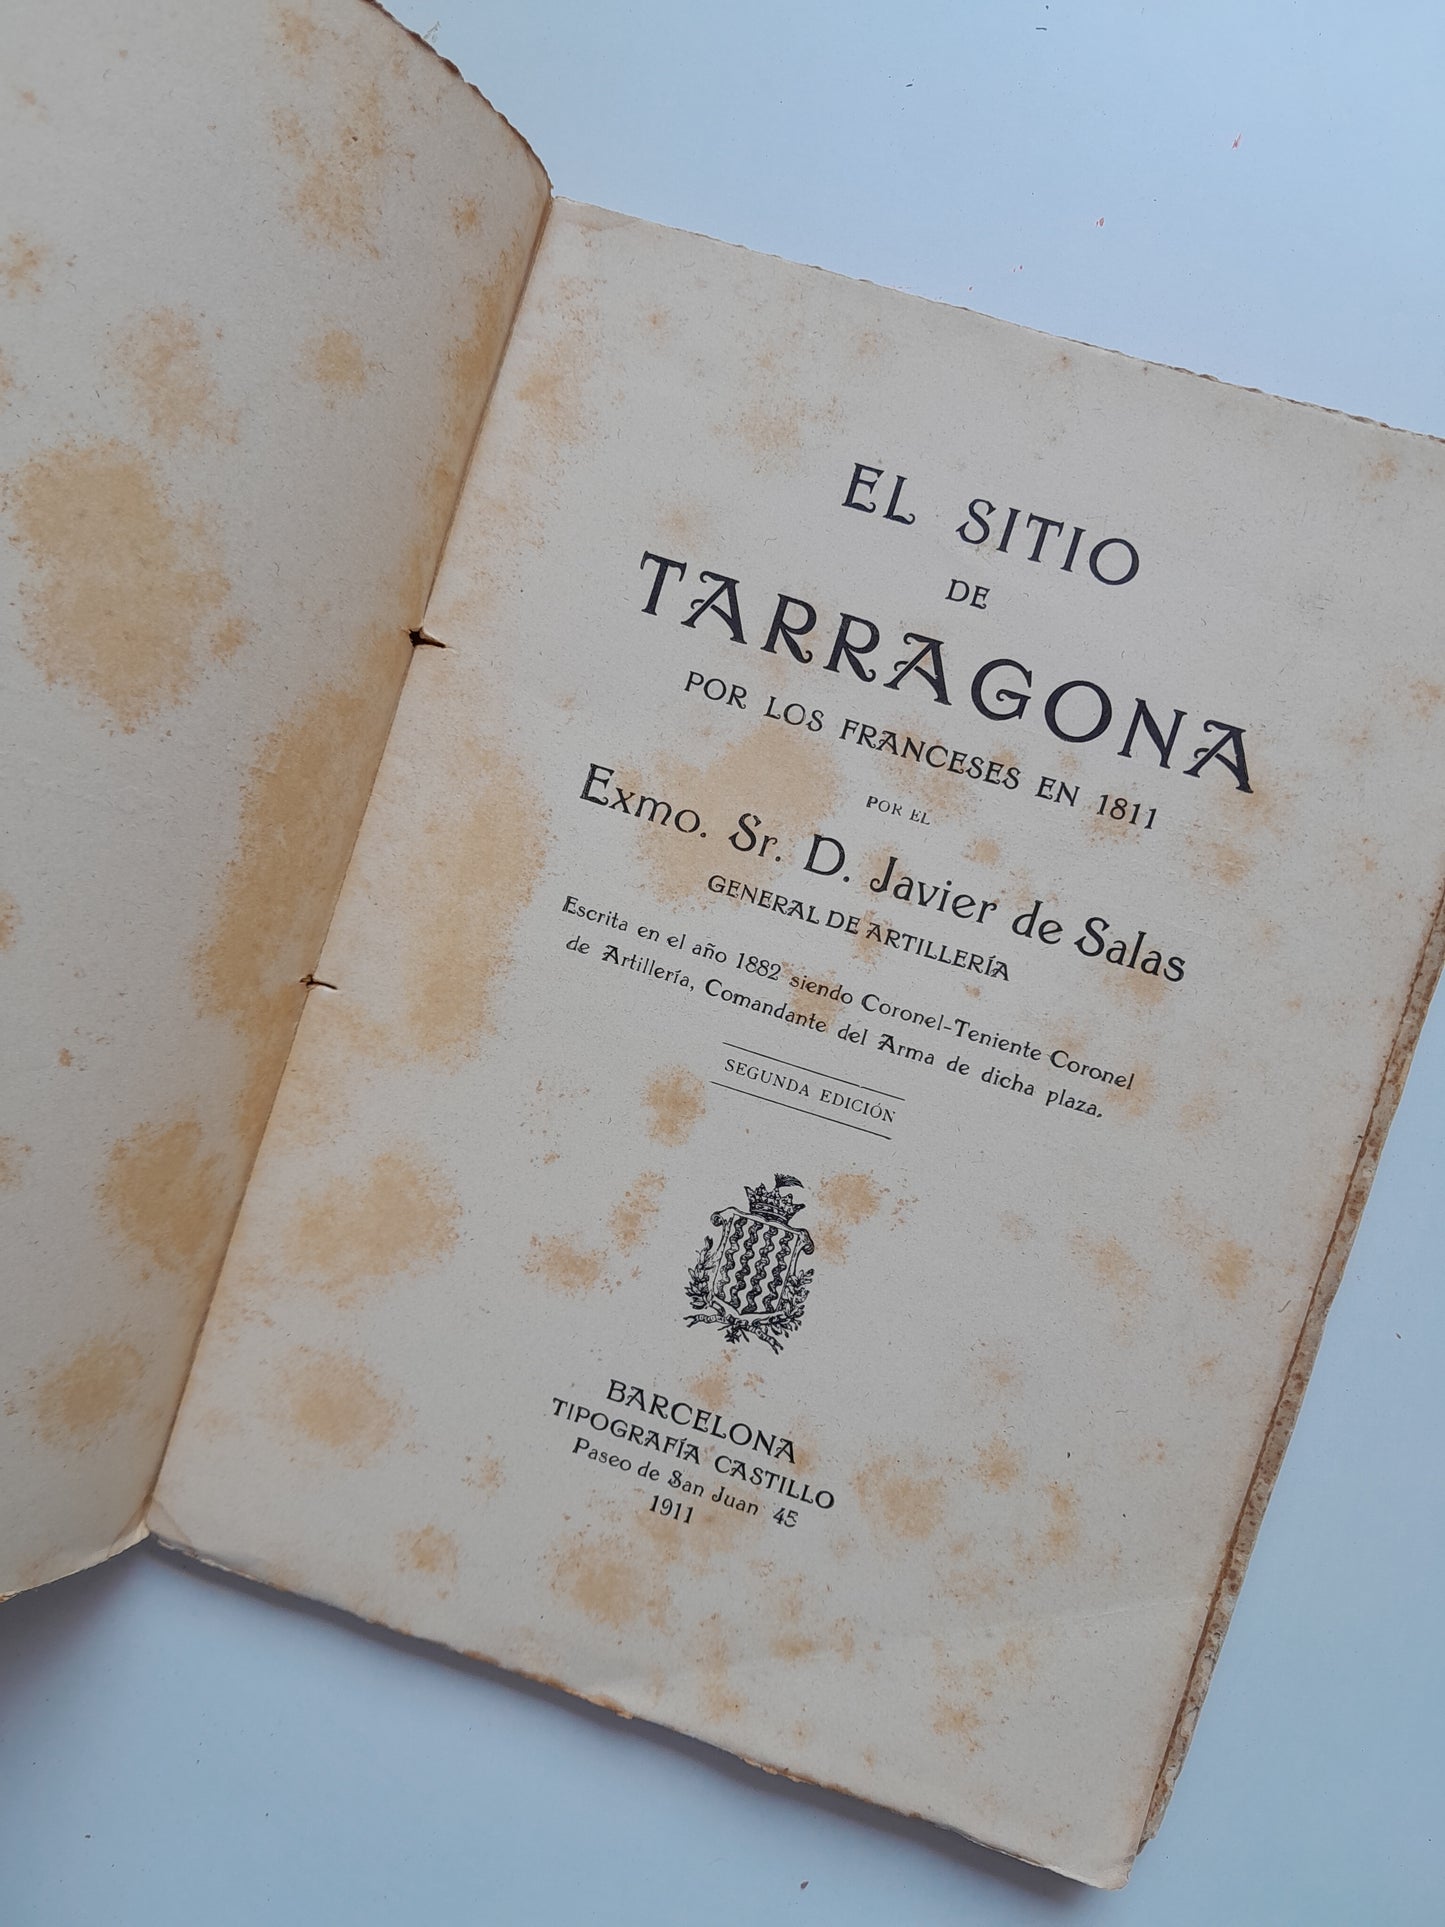 EL SITIO
DE
TARRAGONA
POR LOS FRANCESES EN 1811
POR EL
Exmo. Sr. D. Javier de Salas
GENERAL DE ARTILLERÍA
Escrita en el año 1882 siendo Coronel-Teniente Coronel
de Artillería, Comandante del Arma de dicha plaza.
SEGUNDA EDICIÓN
BARCELONA
TIPOGRAFÍA CASTILLO
Paseo de San Juan 45
1911